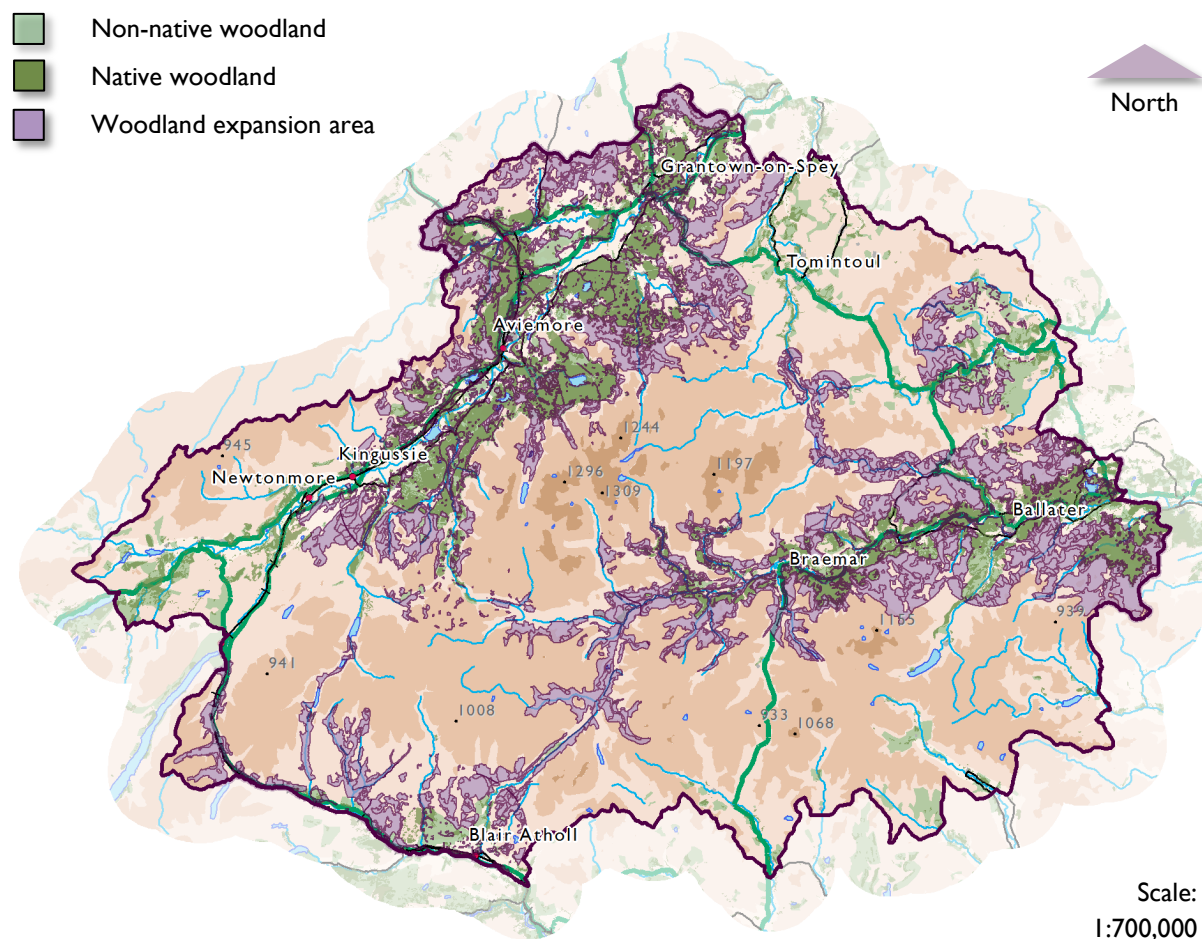 Non-native woodland
Native woodland
Woodland expansion area
North
Grantown-on-Spey
Tomintoul
Aviemore
1244
945
Kingussie
1296
1197
Newtonmore
1309
Ballater
Braemar
939
1155
941
1008
933
1068
Blair Atholl
Scale:
1:700,000